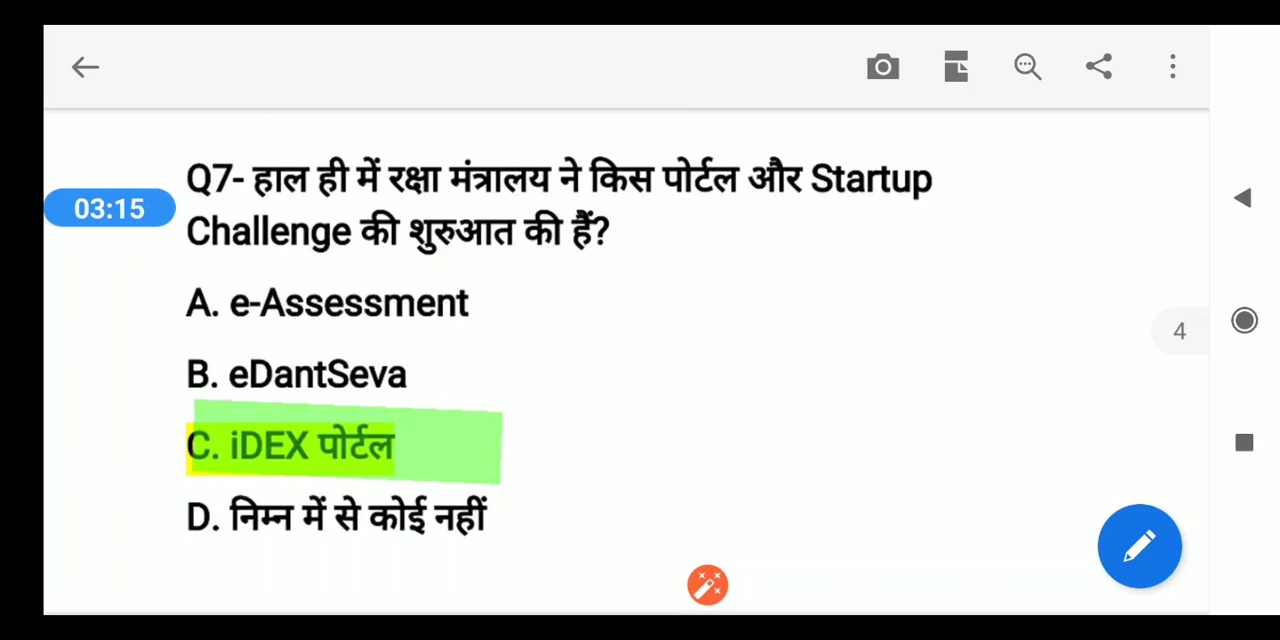 03:15
Q7- हाल ही में रक्षा मंत्रालय ने किस पोर्टल और Startup
Challenge की शुरुआत की हैं?
A. e-Assessment
4
B. eDantSeva
C. iDEX पोर्टल
D. निम्न में से कोई नहीं